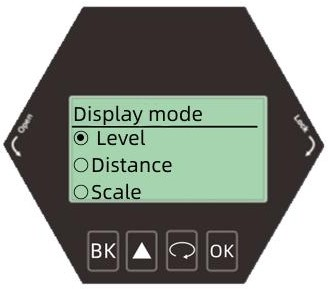 Open
Lock
Display mode
Level
Distance
Scale
BK
OK